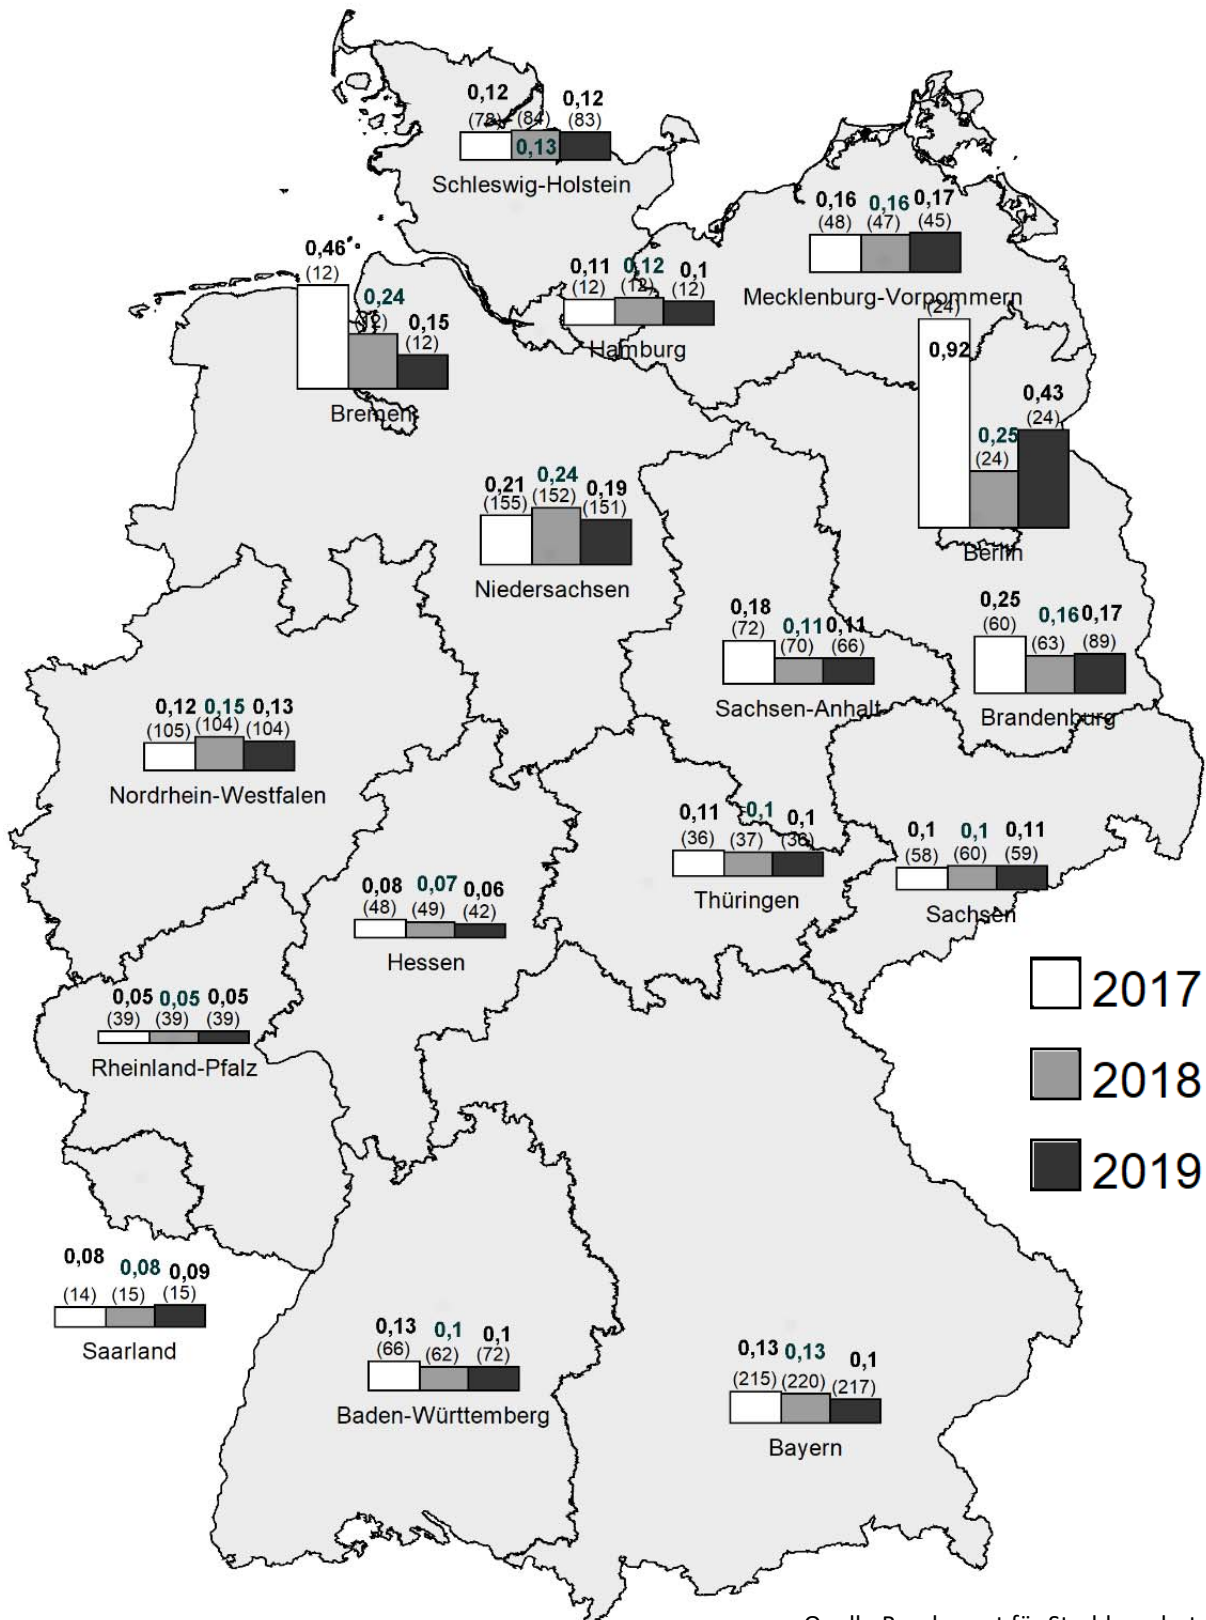 0,12 0,12
(78) (84) (83)
0,13
Schleswig-Holstein
0,16 0,16 0,17
(48) (47) (45)
Mecklenburg-Vorpommern
0,46
(12)
0,24
(12)
0,15
(12)
Bremen
0,11 0,12 0,1
(12) (12) (12)
Hamburg
(24)
0,92
0,43
(24)
0,25
(24)
Berlin
0,21 0,24 0,19
(155) (152) (151)
Niedersachsen
0,18 0,11 0,11
(72) (70) (66)
Sachsen-Anhalt
0,25 0,16 0,17
(60) (63) (89)
Brandenburg
0,12 0,15 0,13
(105) (104) (104)
Nordrhein-Westfalen
0,11 0,1 0,1
(36) (37) (36)
Thüringen
0,1 0,1 0,11
(58) (60) (59)
Sachsen
0,08 0,07 0,06
(48) (49) (42)
Hessen
0,05 0,05 0,05
(39) (39) (39)
Rheinland-Pfalz
2017
2018
2019
0,08 0,08 0,09
(14) (15) (15)
Saarland
0,13 0,1 0,1
(66) (62) (72)
Baden-Württemberg
0,13 0,13 0,1
(215) (220) (217)
Bayern